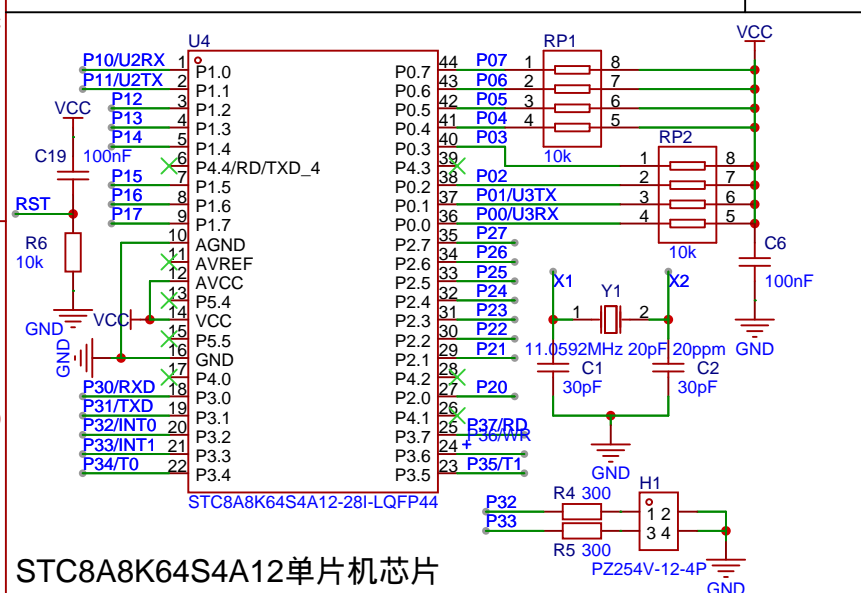 U4
P10/U2RX 1 P1.0
P11/U2TX 2 P1.1
P12 3 P1.2
P13 4 P1.3
P14 5 P1.4
6 P4.4/RD/TXD_4
P15 7 P1.5
P16 8 P1.6
P17 9 P1.7
10 AGND
11 AVREF
12 AVCC
13 P5.4
VCC 14 VCC
15 P5.5
GND 16 GND
17 P4.0
P30/RXD 18 P3.0
P31/TXD 19 P3.1
P32/INT0 20 P3.2
P33/INT1 21 P3.3
P34/T0 22 P3.4
P0.7 44 P07
P0.6 43 P06
P0.5 42 P05
P0.4 41 P04
P0.3 40 P03
P4.3 39
P0.2 38 P02
P0.1 37 P01/U3TX
P0.0 36 P00/U3RX
P2.7 35 P27
P2.6 34 P26
P2.5 33 P25
P2.4 32 P24
P2.3 31 P23
P2.2 30 P22
P2.1 29 P21
P4.2 28
P2.0 27 P20
P4.1 26
P3.7 25 P37/RD
P3.6 24 P36/WR
P3.5 23 P35/T1
STC8A8K64S4A12-28I-LQFP44
VCC
C19 100nF
RST
R6
10k
GND
RP1
1 8
2 7
3 6
4 5
10k
RP2
1 8
2 7
3 6
4 5
10k
VCC
C6
100nF
GND
X1 Y1 X2
1 2
11.0592MHz 20pF 20ppm
C1 C2
30pF 30pF
GND
P32 R4 300 H1
P33 1 2
3 4
R5 300
PZ254V-12-4P
GND
STC8A8K64S4A12单片机芯片